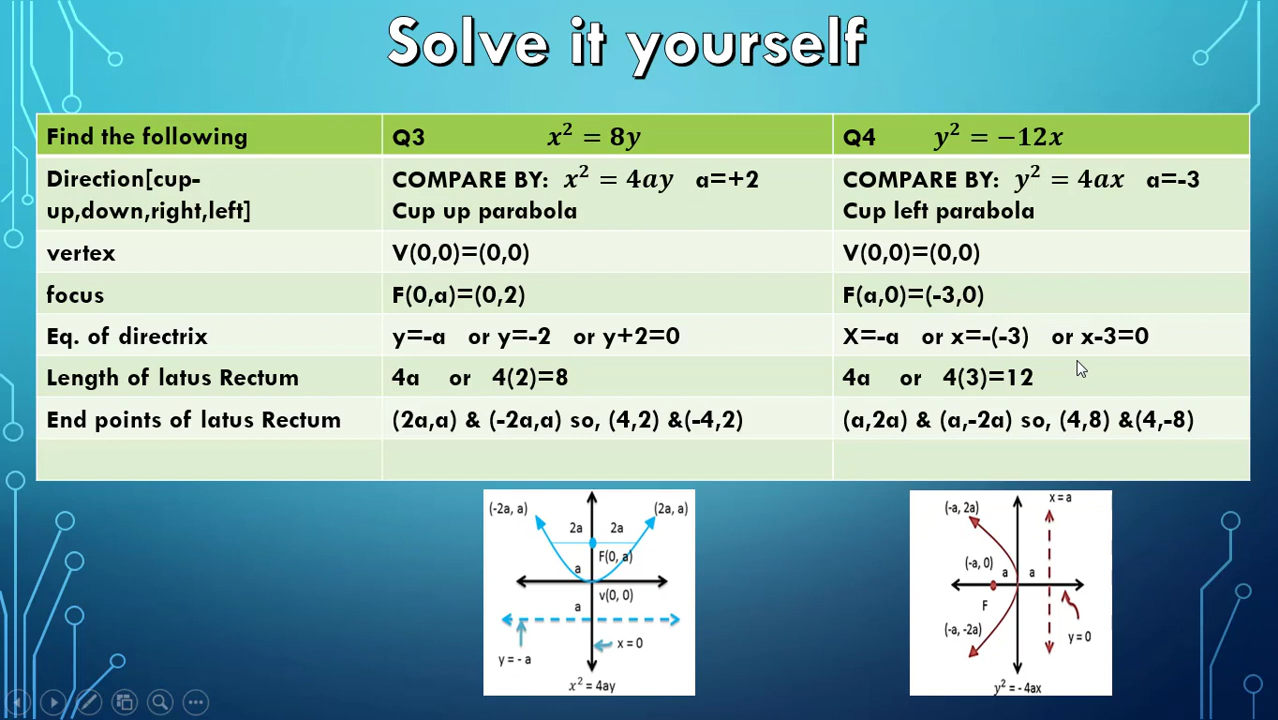 Solve it yourself
Find the following
Q3 x² = 8y
Q4 y² = −12x
Direction[cup-
up,down,right,left]
COMPARE BY: x² = 4ay a=+2
Cup up parabola
COMPARE BY: y² = 4ax a=-3
Cup left parabola
vertex
V(0,0)=(0,0)
V(0,0)=(0,0)
focus
F(0,a)=(0,2)
F(a,0)=(-3,0)
Eq. of directrix
y=-a or y=-2 or y+2=0
X=-a or x=-(-3) or x-3=0
Length of latus Rectum
4a or 4(2)=8
4a or 4(3)=12
End points of latus Rectum
(2a,a) & (-2a,a) so, (4,2) &(-4,2)
(a,2a) & (a,-2a) so, (4,8) &(4,-8)
(-2a, a)
(2a, a)
2a
2a
F(0, a)
a
v(0, 0)
a
x = 0
y = - a
x² = 4ay
x = a
(-a, 2a)
(-a, 0)
a
a
F
(-a, -2a)
y = 0
y² = - 4ax